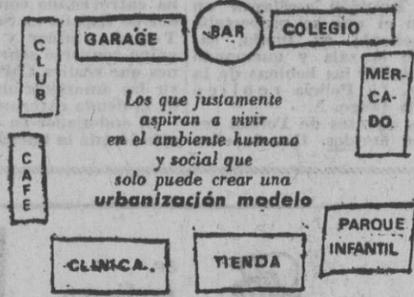 CLUB
GARAGE
BAR
COLEGIO
MER-
CA-
DO.
Los que justamente
aspiran a vivir
en el ambiente humano
y social que
solo puede crear una
urbanización modelo
CAFE
CLINICA.
TIENDA
PARQUE
INFANTIL